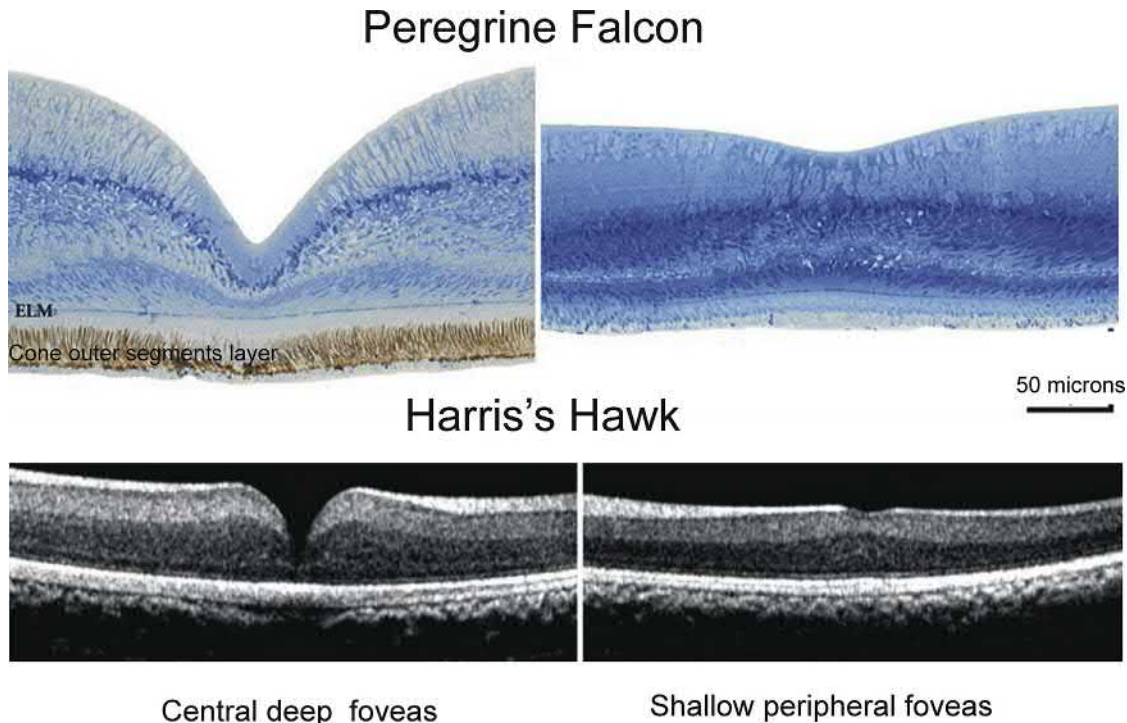 Peregrine Falcon
ELM
Cone outer segments layer
50 microns
Harris's Hawk
Central deep foveas
Shallow peripheral foveas